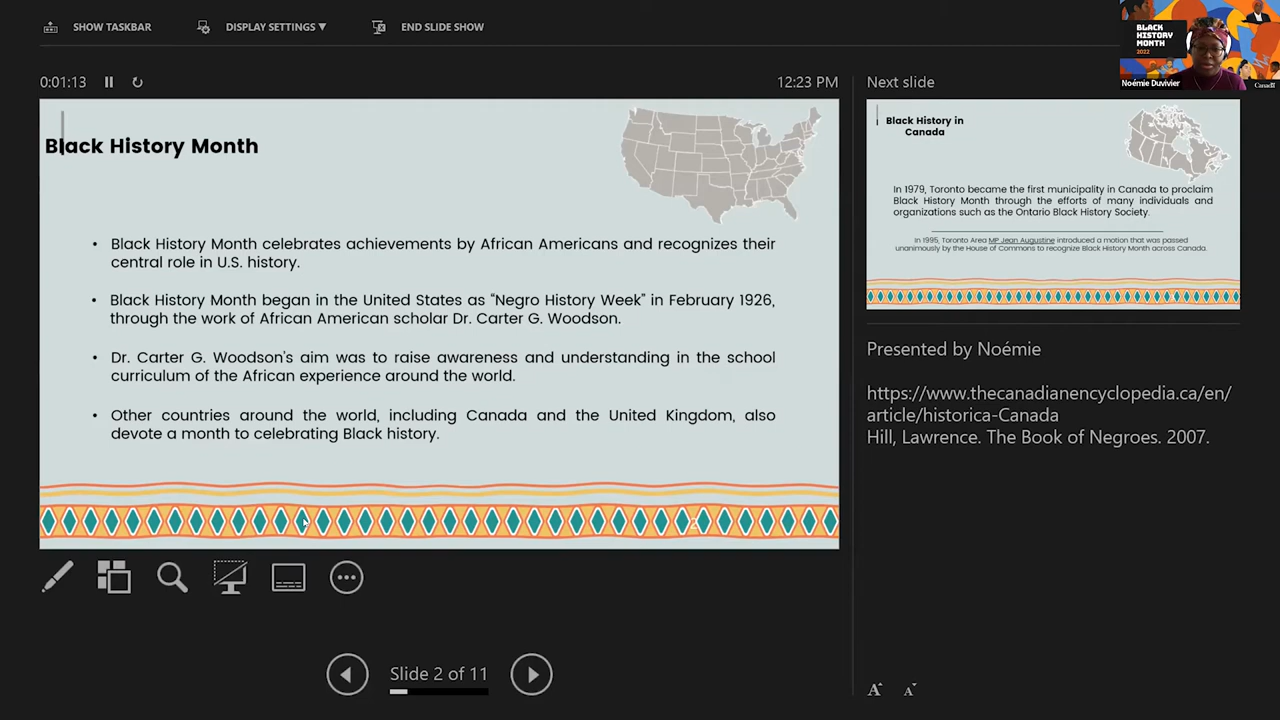 SHOW TASKBAR
DISPLAY SETTINGS ▼
END SLIDE SHOW
BLACK
HISTORY
MONTH
2022
Noémie Duvivier
Canada
0:01:13
12:23 PM
Black History Month
• Black History Month celebrates achievements by African Americans and recognizes their
central role in U.S. history.
• Black History Month began in the United States as “Negro History Week” in February 1926,
through the work of African American scholar Dr. Carter G. Woodson.
• Dr. Carter G. Woodson’s aim was to raise awareness and understanding in the school
curriculum of the African experience around the world.
• Other countries around the world, including Canada and the United Kingdom, also
devote a month to celebrating Black history.
2
Slide 2 of 11
Next slide
Black History in
Canada
In 1979, Toronto became the first municipality in Canada to proclaim
Black History Month through the efforts of many individuals and
organizations such as the Ontario Black History Society.
In 1995, Toronto Area MP Jean Augustine introduced a motion that was passed
unanimously by the House of Commons to recognize Black History Month across Canada.
Presented by Noémie
https://www.thecanadianencyclopedia.ca/en/
article/historica-Canada
Hill, Lawrence. The Book of Negroes. 2007.
A A